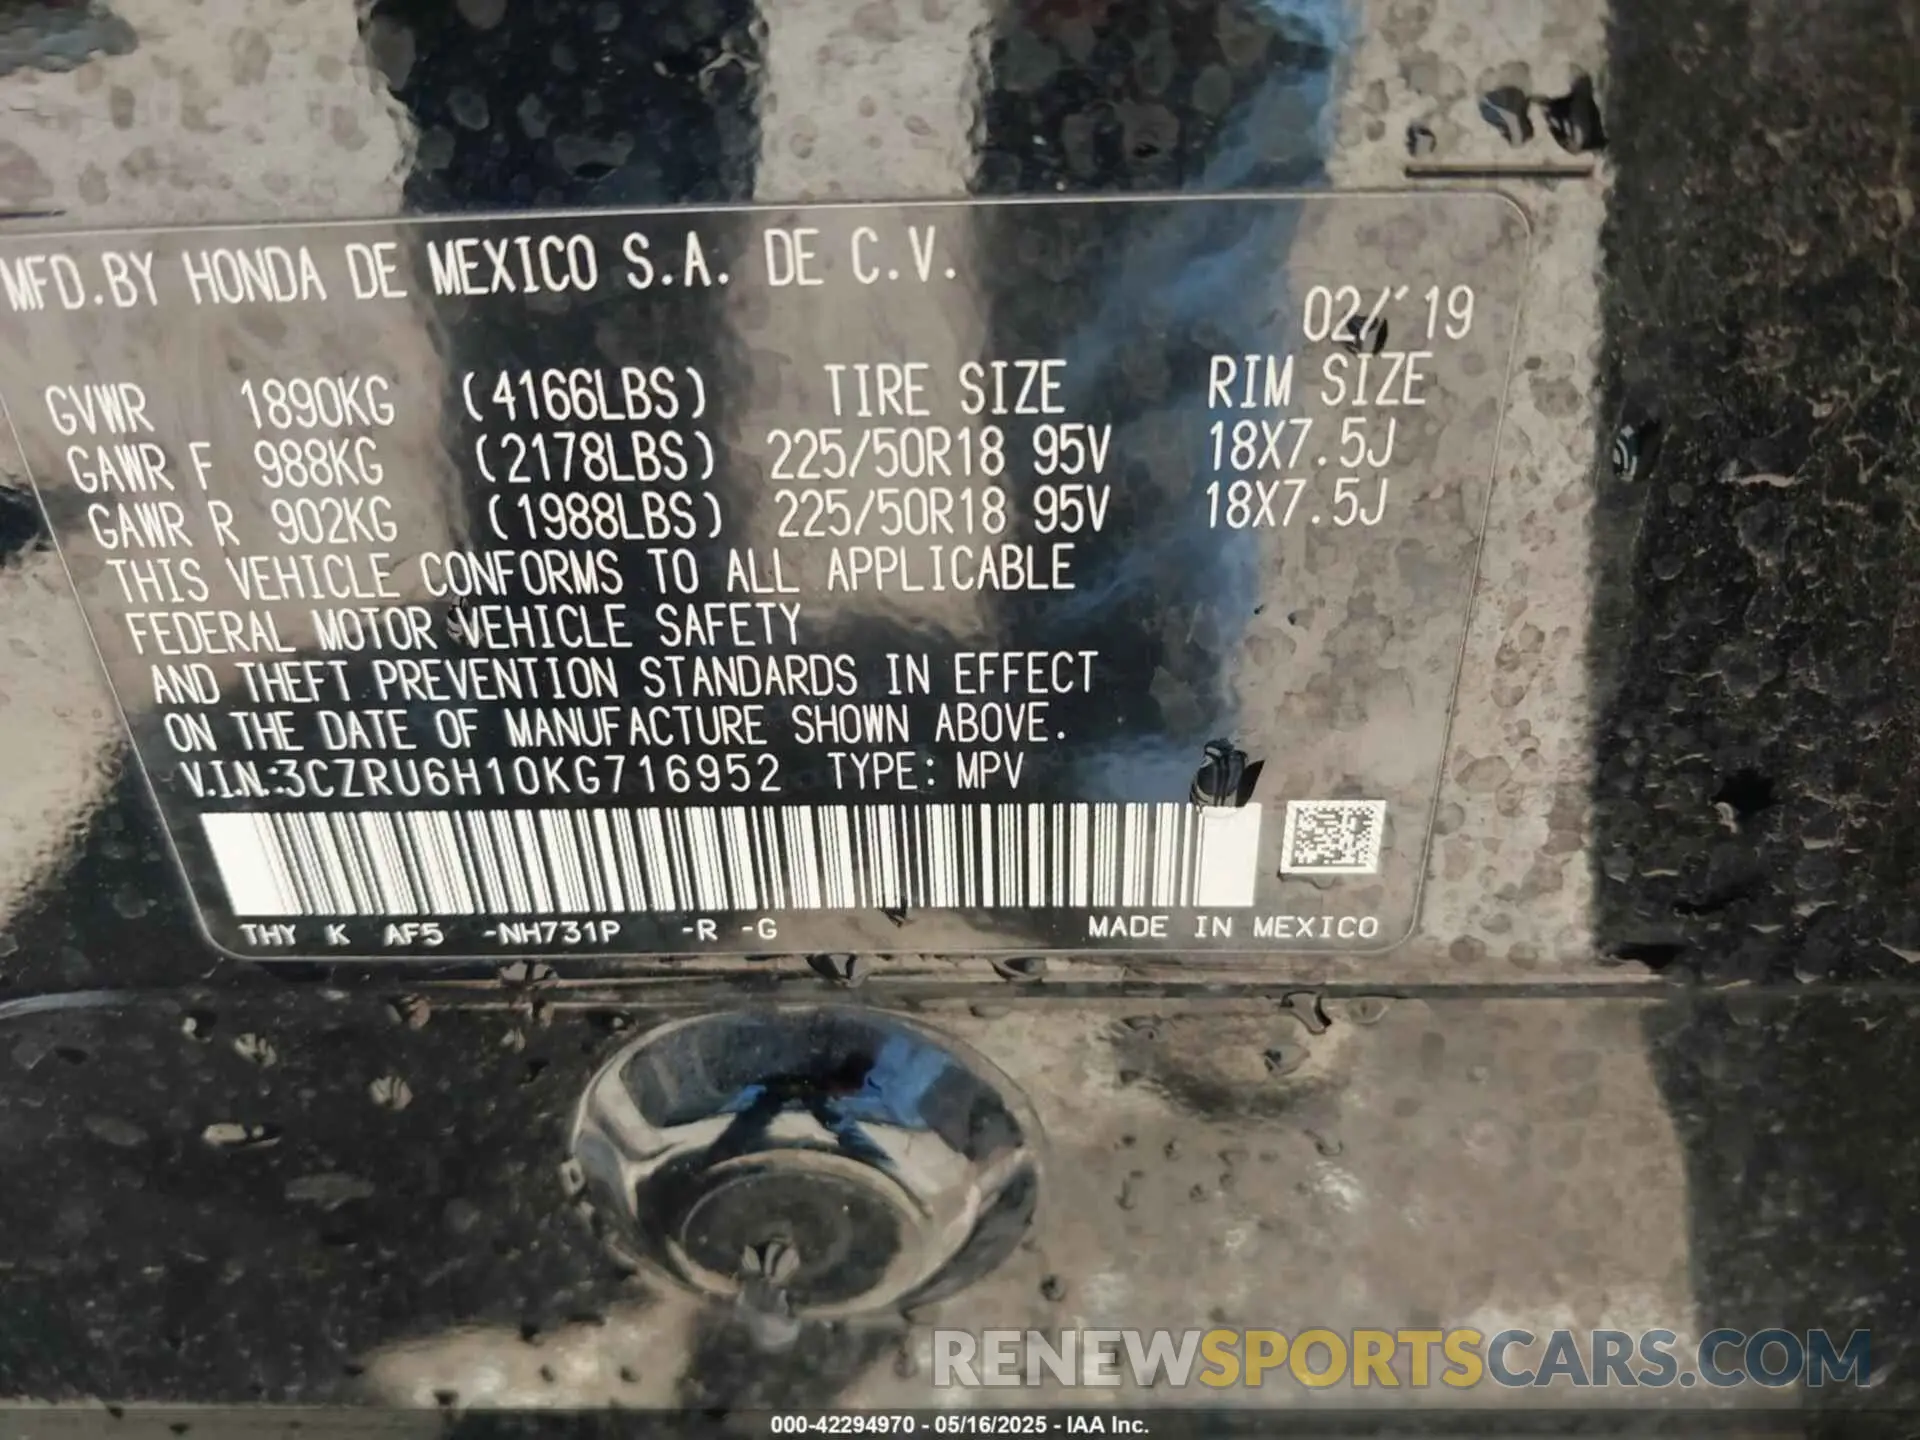 MFD.BY HONDA DE MEXICO S.A. DE C.V.
02/'19
GVWR 1890KG (4166LBS) TIRE SIZE RIM SIZE
GAWR F 988KG (2178LBS) 225/50R18 95V 18X7.5J
GAWR R 902KG (1988LBS) 225/50R18 95V 18X7.5J
THIS VEHICLE CONFORMS TO ALL APPLICABLE
FEDERAL MOTOR VEHICLE SAFETY
AND THEFT PREVENTION STANDARDS IN EFFECT
ON THE DATE OF MANUFACTURE SHOWN ABOVE.
V.I.N.:3CZRU6H10KG716952 TYPE: MPV
THY K AF5 -NH731P -R -G MADE IN MEXICO
RENEWSPORTSCARS.COM
000-42294970 - 05/16/2025 - IAA Inc.